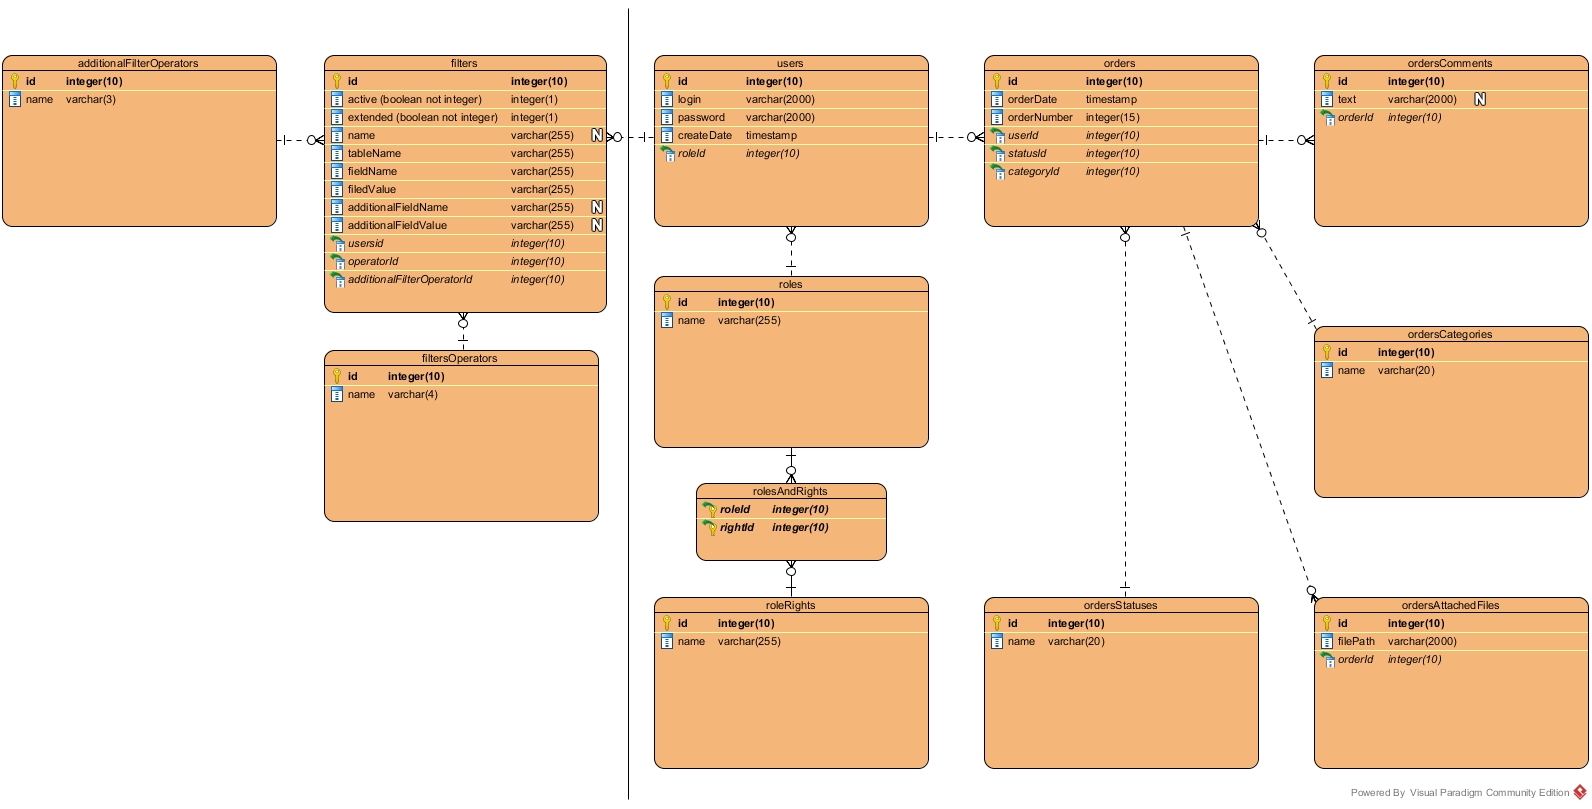 additionalFilterOperators
id integer(10)
name varchar(3)
filters
id integer(10)
active (boolean not integer) integer(1)
extended (boolean not integer) integer(1)
name varchar(255) N
tableName varchar(255)
fieldName varchar(255)
filedValue varchar(255)
additionalFieldName varchar(255) N
additionalFieldValue varchar(255) N
usersid integer(10)
operatorId integer(10)
additionalFilterOperatorId integer(10)
filtersOperators
id integer(10)
name varchar(4)
users
id integer(10)
login varchar(2000)
password varchar(2000)
createDate timestamp
roleId integer(10)
roles
id integer(10)
name varchar(255)
rolesAndRights
roleId integer(10)
rightId integer(10)
roleRights
id integer(10)
name varchar(255)
orders
id integer(10)
orderDate timestamp
orderNumber integer(15)
userId integer(10)
statusId integer(10)
categoryId integer(10)
ordersStatuses
id integer(10)
name varchar(20)
ordersComments
id integer(10)
text varchar(2000) N
orderId integer(10)
ordersCategories
id integer(10)
name varchar(20)
ordersAttachedFiles
id integer(10)
filePath varchar(2000)
orderId integer(10)
Powered By Visual Paradigm Community Edition